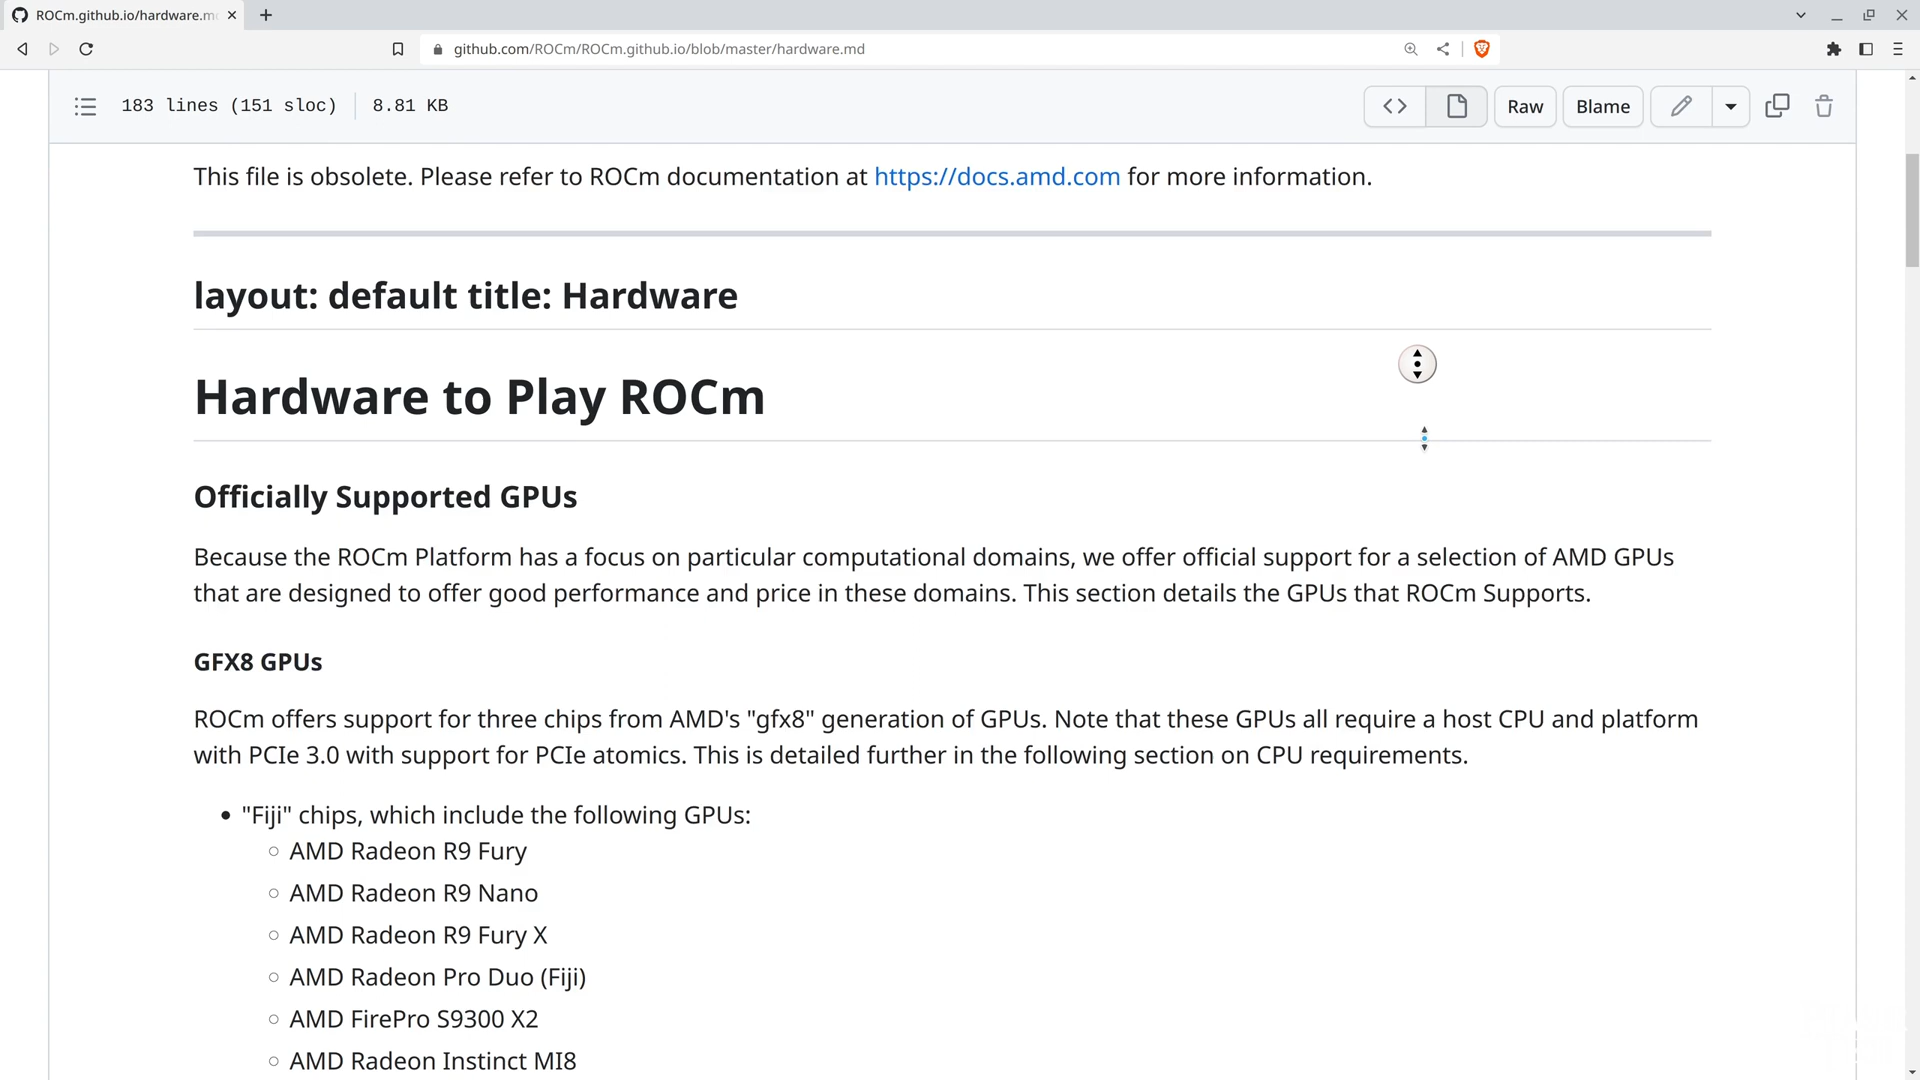 ROCm.github.io/hardware.m
github.com/ROCm/ROCm.github.io/blob/master/hardware.md
183 lines (151 sloc)
8.81 KB
Raw
Blame
This file is obsolete. Please refer to ROCm documentation at https://docs.amd.com for more information.
layout: default title: Hardware
Hardware to Play ROCm
Officially Supported GPUs
Because the ROCm Platform has a focus on particular computational domains, we offer official support for a selection of AMD GPUs
that are designed to offer good performance and price in these domains. This section details the GPUs that ROCm Supports.
GFX8 GPUs
ROCm offers support for three chips from AMD's "gfx8" generation of GPUs. Note that these GPUs all require a host CPU and platform
with PCIe 3.0 with support for PCIe atomics. This is detailed further in the following section on CPU requirements.
"Fiji" chips, which include the following GPUs:
AMD Radeon R9 Fury
AMD Radeon R9 Nano
AMD Radeon R9 Fury X
AMD Radeon Pro Duo (Fiji)
AMD FirePro S9300 X2
AMD Radeon Instinct MI8